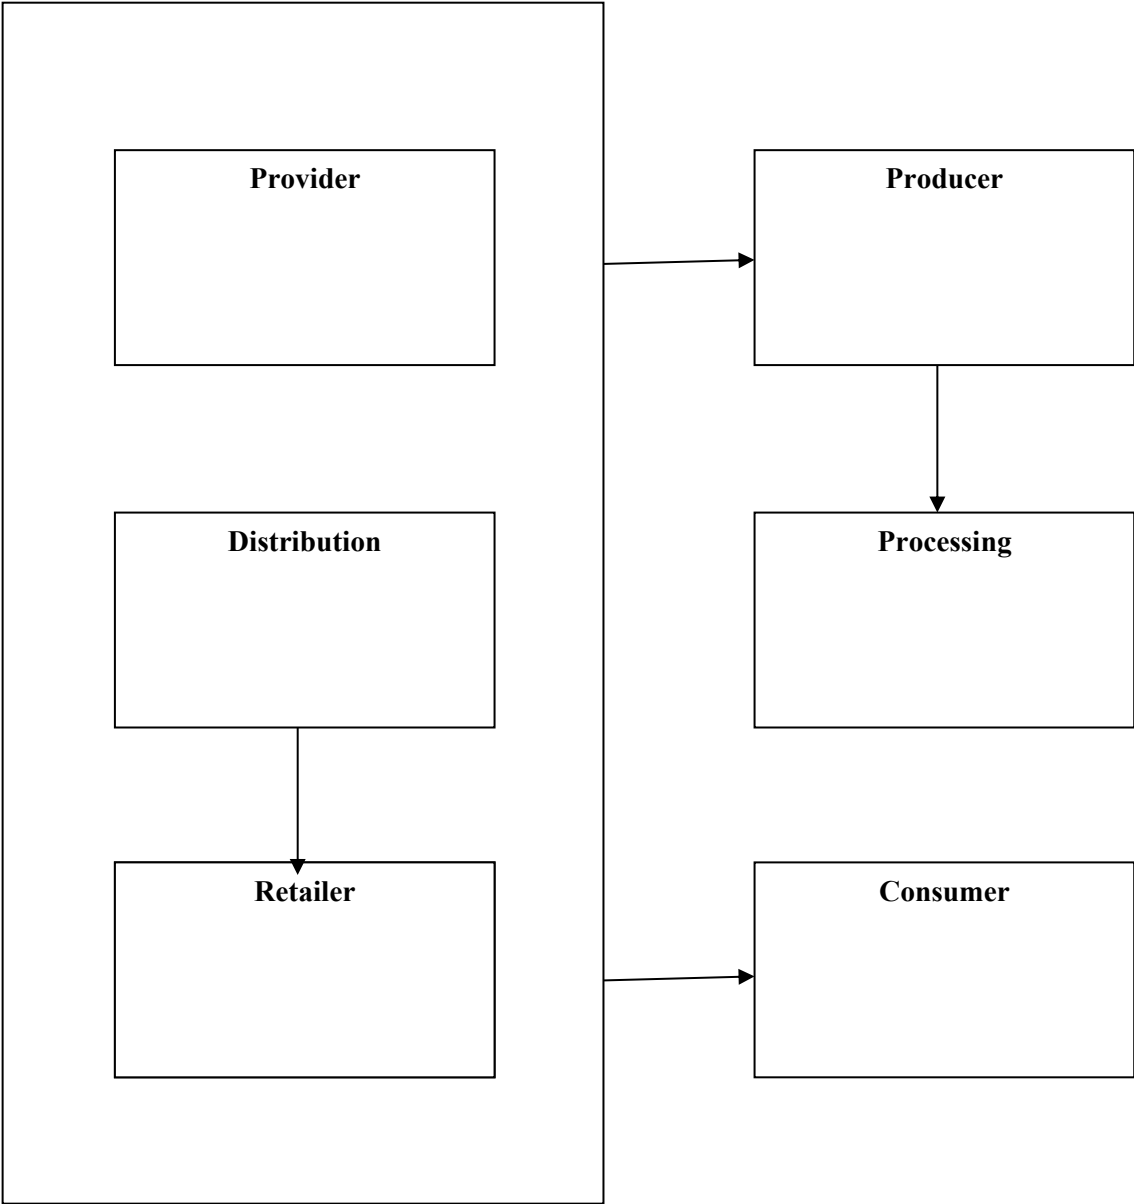 Provider
Producer
Distribution
Processing
Retailer
Consumer